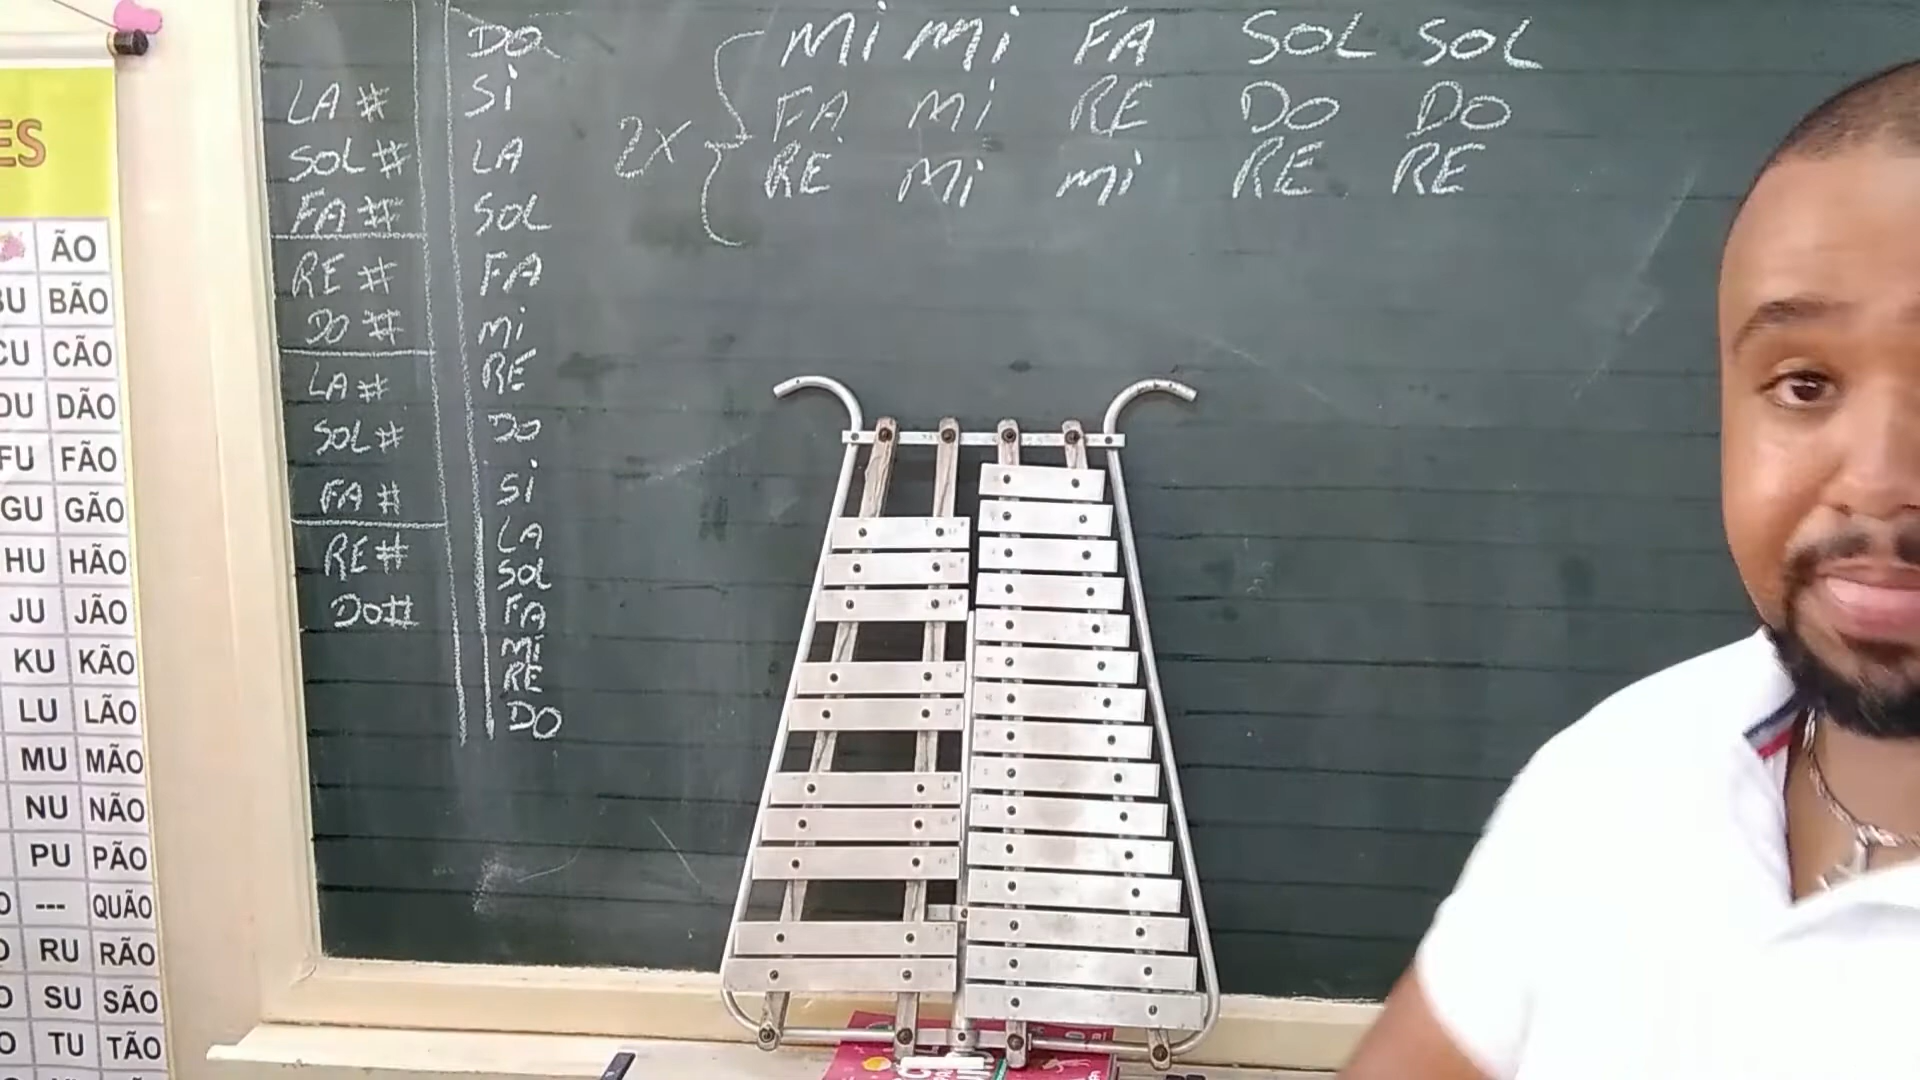 MI MI FA SOL SOL
2X FA MI RE DO DO
RE MI MI RE RE
LA#
SOL#
FA#
RE#
DO#
LA#
SOL#
FA#
RE#
DO#
DO
SI
LA
SOL
FA
MI
RE
DO
SI
LA
SOL
FA
MI
RE
DO
ES
ÃO
BU BÃO
CU CÃO
DU DÃO
FU FÃO
GU GÃO
HU HÃO
JU JÃO
KU KÃO
LU LÃO
MU MÃO
NU NÃO
PU PÃO
--- QUÃO
RU RÃO
SU SÃO
TU TÃO